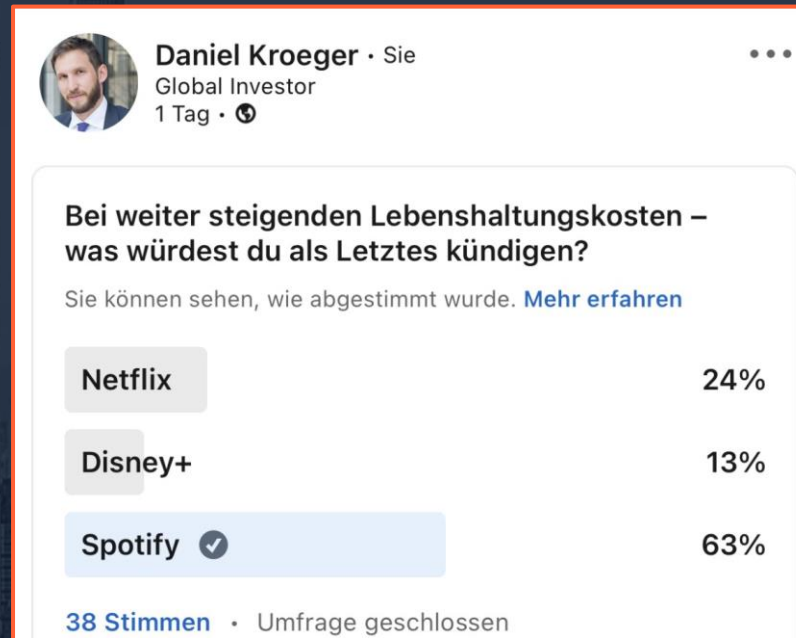 Daniel Kroeger · Sie
Global Investor
1 Tag ·
Bei weiter steigenden Lebenshaltungskosten –
was würdest du als Letztes kündigen?
Sie können sehen, wie abgestimmt wurde. Mehr erfahren
Netflix 24%
Disney+ 13%
Spotify 63%
38 Stimmen · Umfrage geschlossen